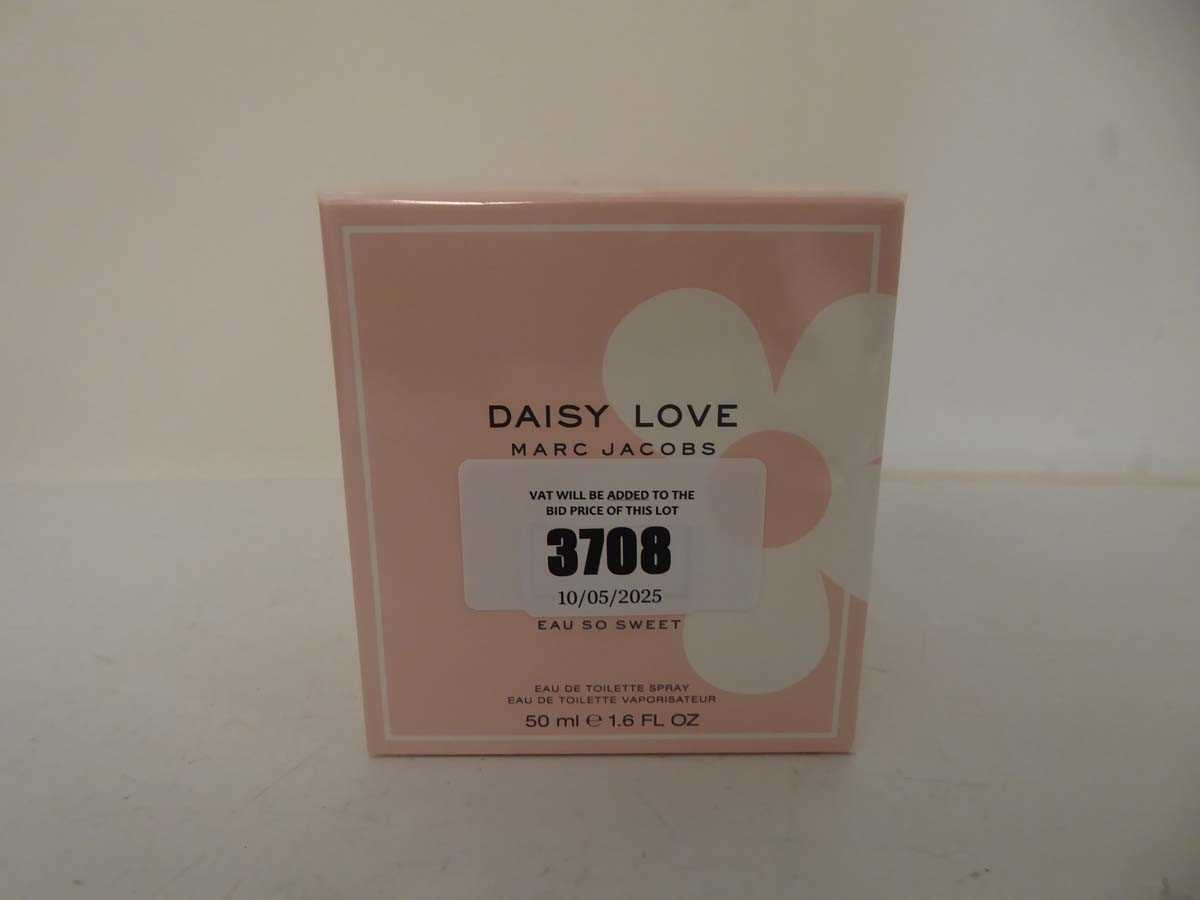 DAISY LOVE
MARC JACOBS
VAT WILL BE ADDED TO THE
BID PRICE OF THIS LOT
3708
10/05/2025
EAU SO SWEET
EAU DE TOILETTE SPRAY
EAU DE TOILETTE VAPORISATEUR
50 ml ℮ 1.6 FL OZ